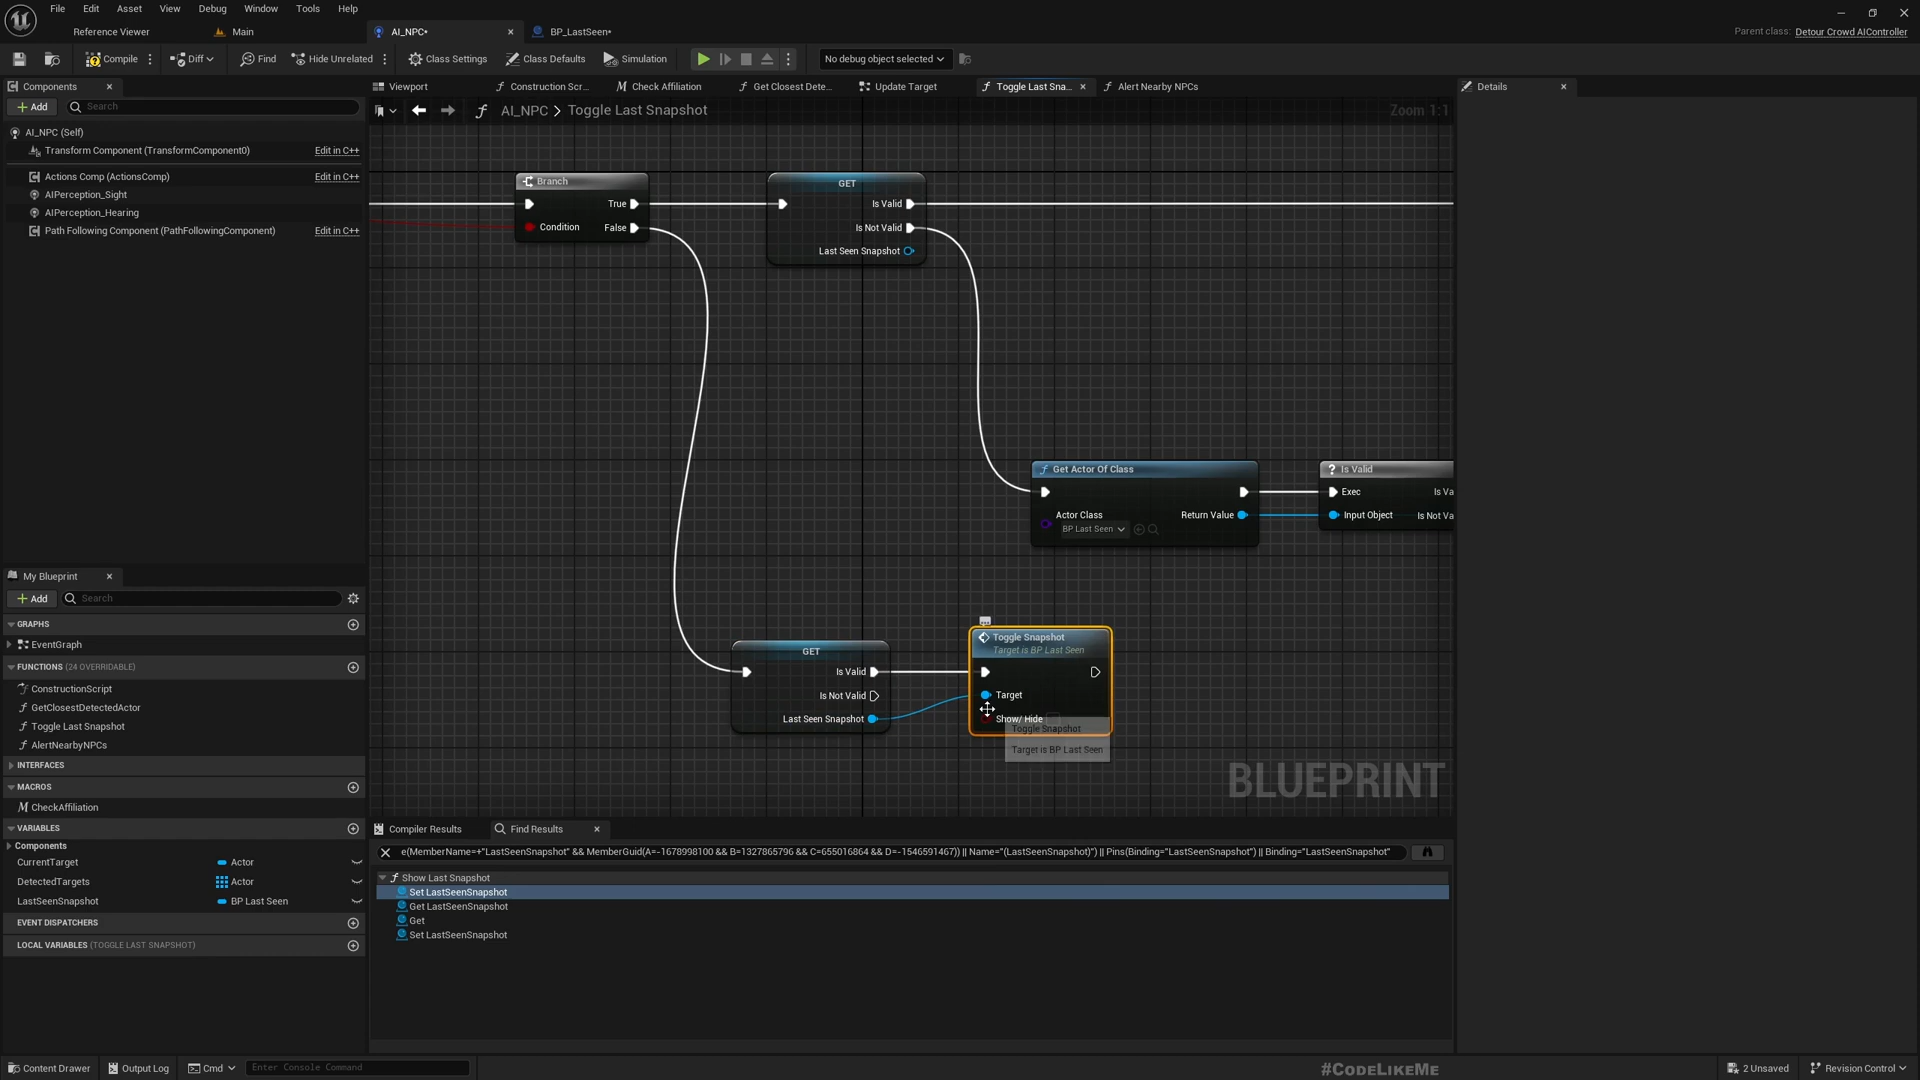 File Edit Asset View Debug Window Tools Help
Reference Viewer Main AI_NPC* BP_LastSeen* Parent class: Detour Crowd AIController
Compile Diff Find Hide Unrelated Class Settings Class Defaults Simulation No debug object selected
Components Viewport Construction Scr... Check Affiliation Get Closest Dete... Update Target Toggle Last Sna... Alert Nearby NPCs Details
Add Search AI_NPC > Toggle Last Snapshot Zoom 1:1
AI_NPC (Self)
Transform Component (TransformComponent0) Edit in C++
Actions Comp (ActionsComp) Edit in C++
AIPerception_Sight
AIPerception_Hearing
Path Following Component (PathFollowingComponent) Edit in C++
Branch
True
Condition False
GET
Is Valid
Is Not Valid
Last Seen Snapshot
Get Actor Of Class
Actor Class Return Value
BP Last Seen
Is Valid
Exec Is Va
Input Object Is Not Va
GET
Is Valid
Is Not Valid
Last Seen Snapshot
Toggle Snapshot
Target is BP Last Seen
Target
Show/ Hide
Toggle Snapshot
Target is BP Last Seen
BLUEPRINT
My Blueprint
Add Search
GRAPHS
EventGraph
FUNCTIONS (24 OVERRIDABLE)
ConstructionScript
GetClosestDetectedActor
Toggle Last Snapshot
AlertNearbyNPCs
INTERFACES
MACROS
CheckAffiliation
VARIABLES
Components
CurrentTarget Actor
DetectedTargets Actor
LastSeenSnapshot BP Last Seen
EVENT DISPATCHERS
LOCAL VARIABLES (TOGGLE LAST SNAPSHOT)
Compiler Results Find Results
e(MemberName=+"LastSeenSnapshot" && MemberGuid(A=-1678998100 && B=1327865796 && C=655016864 && D=-1546591467)) || Name="(LastSeenSnapshot)") || Pins(Binding="LastSeenSnapshot") || Binding="LastSeenSnapshot"
Show Last Snapshot
Set LastSeenSnapshot
Get LastSeenSnapshot
Get
Set LastSeenSnapshot
Content Drawer Output Log Cmd Enter Console Command #CodeLikeMe 2 Unsaved Revision Control